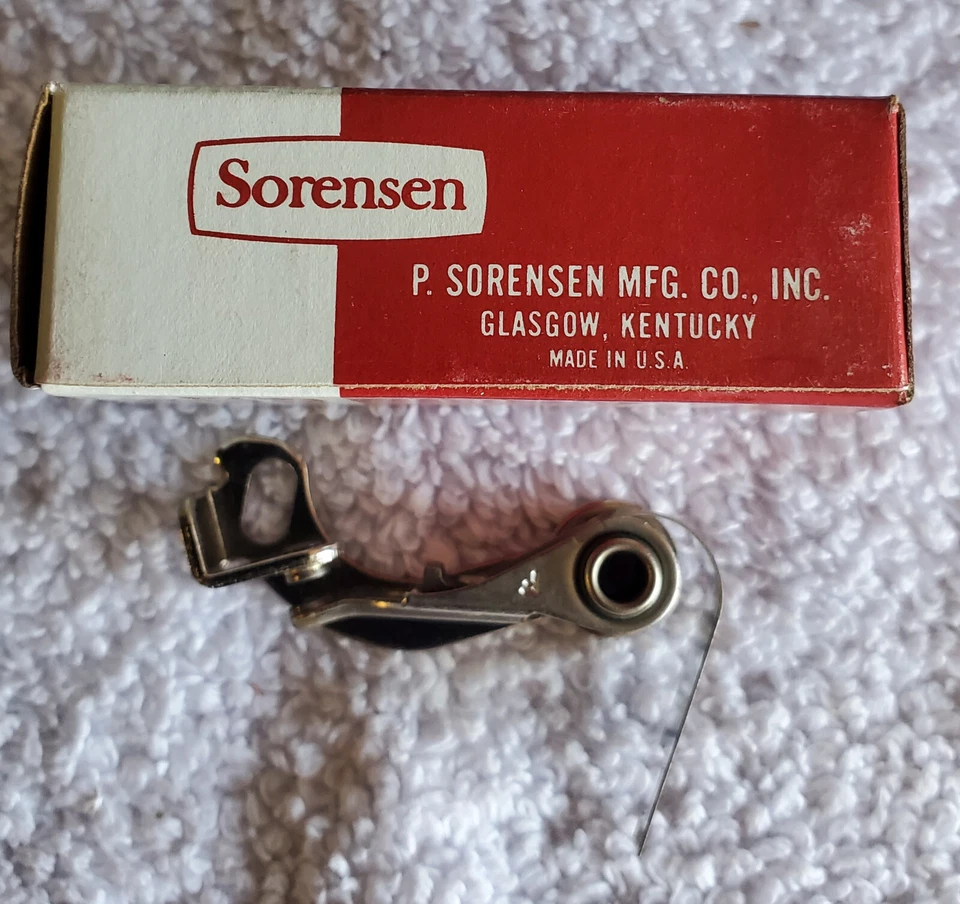 Sorensen
P. SORENSEN MFG. CO., INC.
GLASGOW, KENTUCKY
MADE IN U.S.A.